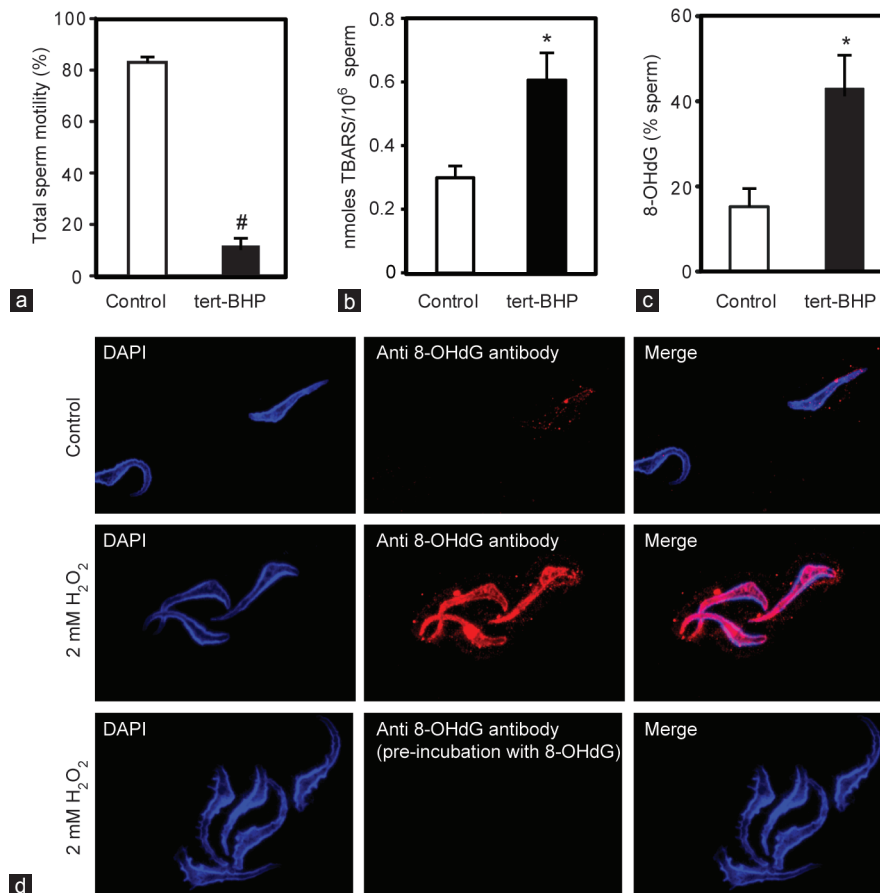 Total sperm motility (%)
100
80
60
40
20
0
#
Control tert-BHP
a
nmoles TBARS/10⁶ sperm
0.8
0.6
0.4
0.2
0
*
Control tert-BHP
b
8-OHdG (% sperm)
60
40
20
0
*
Control tert-BHP
c
Control
DAPI
Anti 8-OHdG antibody
Merge
2 mM H₂O₂
DAPI
Anti 8-OHdG antibody
Merge
2 mM H₂O₂
DAPI
Anti 8-OHdG antibody
(pre-incubation with 8-OHdG)
Merge
d